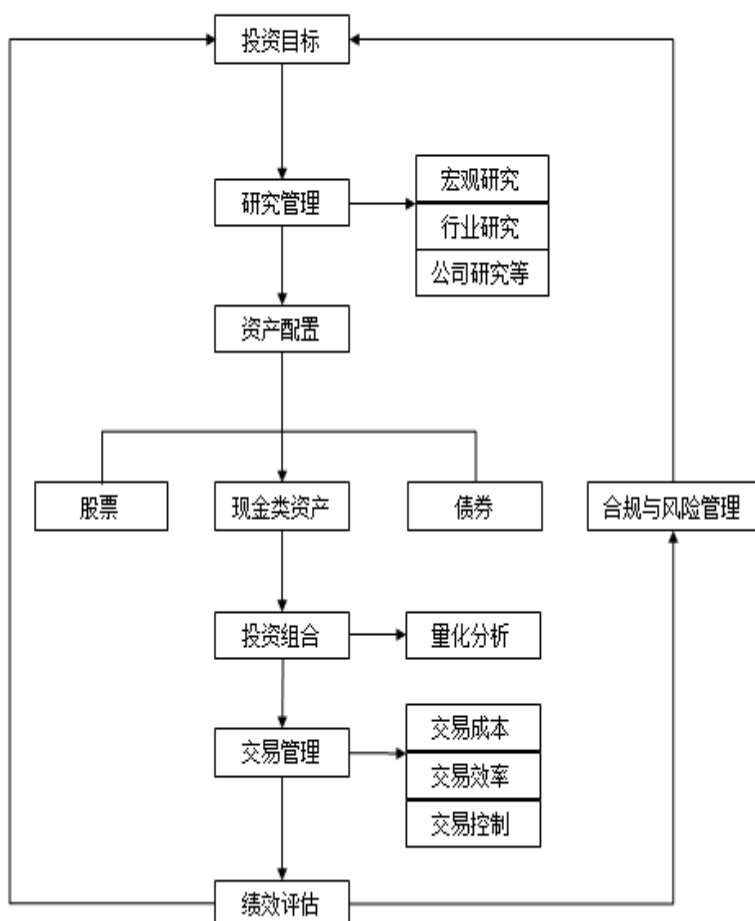 投资目标
研究管理
宏观研究
行业研究
公司研究等
资产配置
股票
现金类资产
债券
合规与风险管理
投资组合
量化分析
交易管理
交易成本
交易效率
交易控制
绩效评估